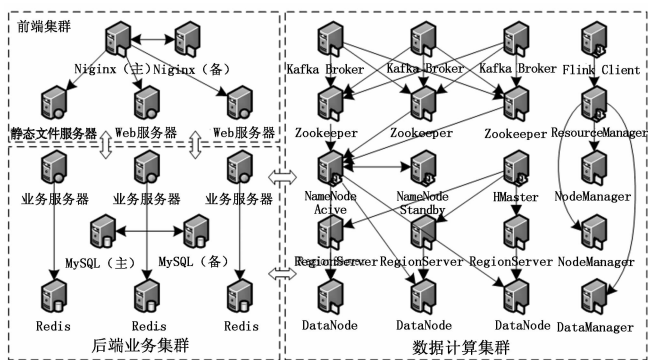 前端集群
Niginx（主）
Niginx（备）
静态文件服务器
Web服务器
Web服务器
业务服务器
业务服务器
业务服务器
MySQL（主）
MySQL（备）
Redis
Redis
Redis
后端业务集群
Kafka Broker
Kafka Broker
Kafka Broker
Flink Client
Zookeeper
Zookeeper
Zookeeper
ResourceManager
NameNode
Acive
NameNode
Standby
HMaster
NodeManager
RegionServer
RegionServer
RegionServer
NodeManager
DataNode
DataNode
DataNode
DataManager
数据计算集群